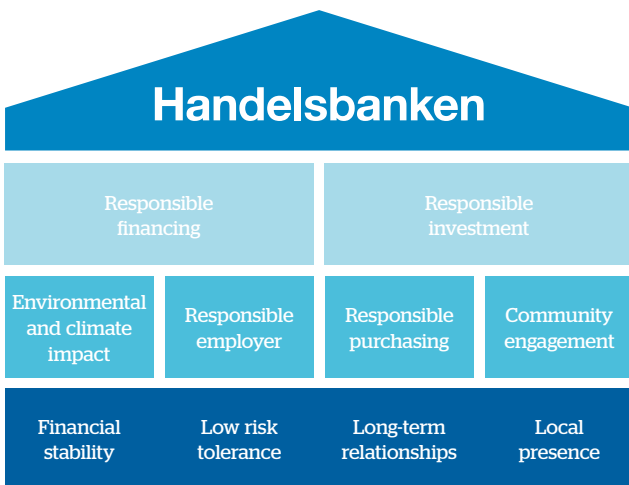 Handelsbanken
Responsible
financing
Responsible
investment
Environmental
and climate
impact
Responsible
employer
Responsible
purchasing
Community
engagement
Financial
stability
Low risk
tolerance
Long-term
relationships
Local
presence